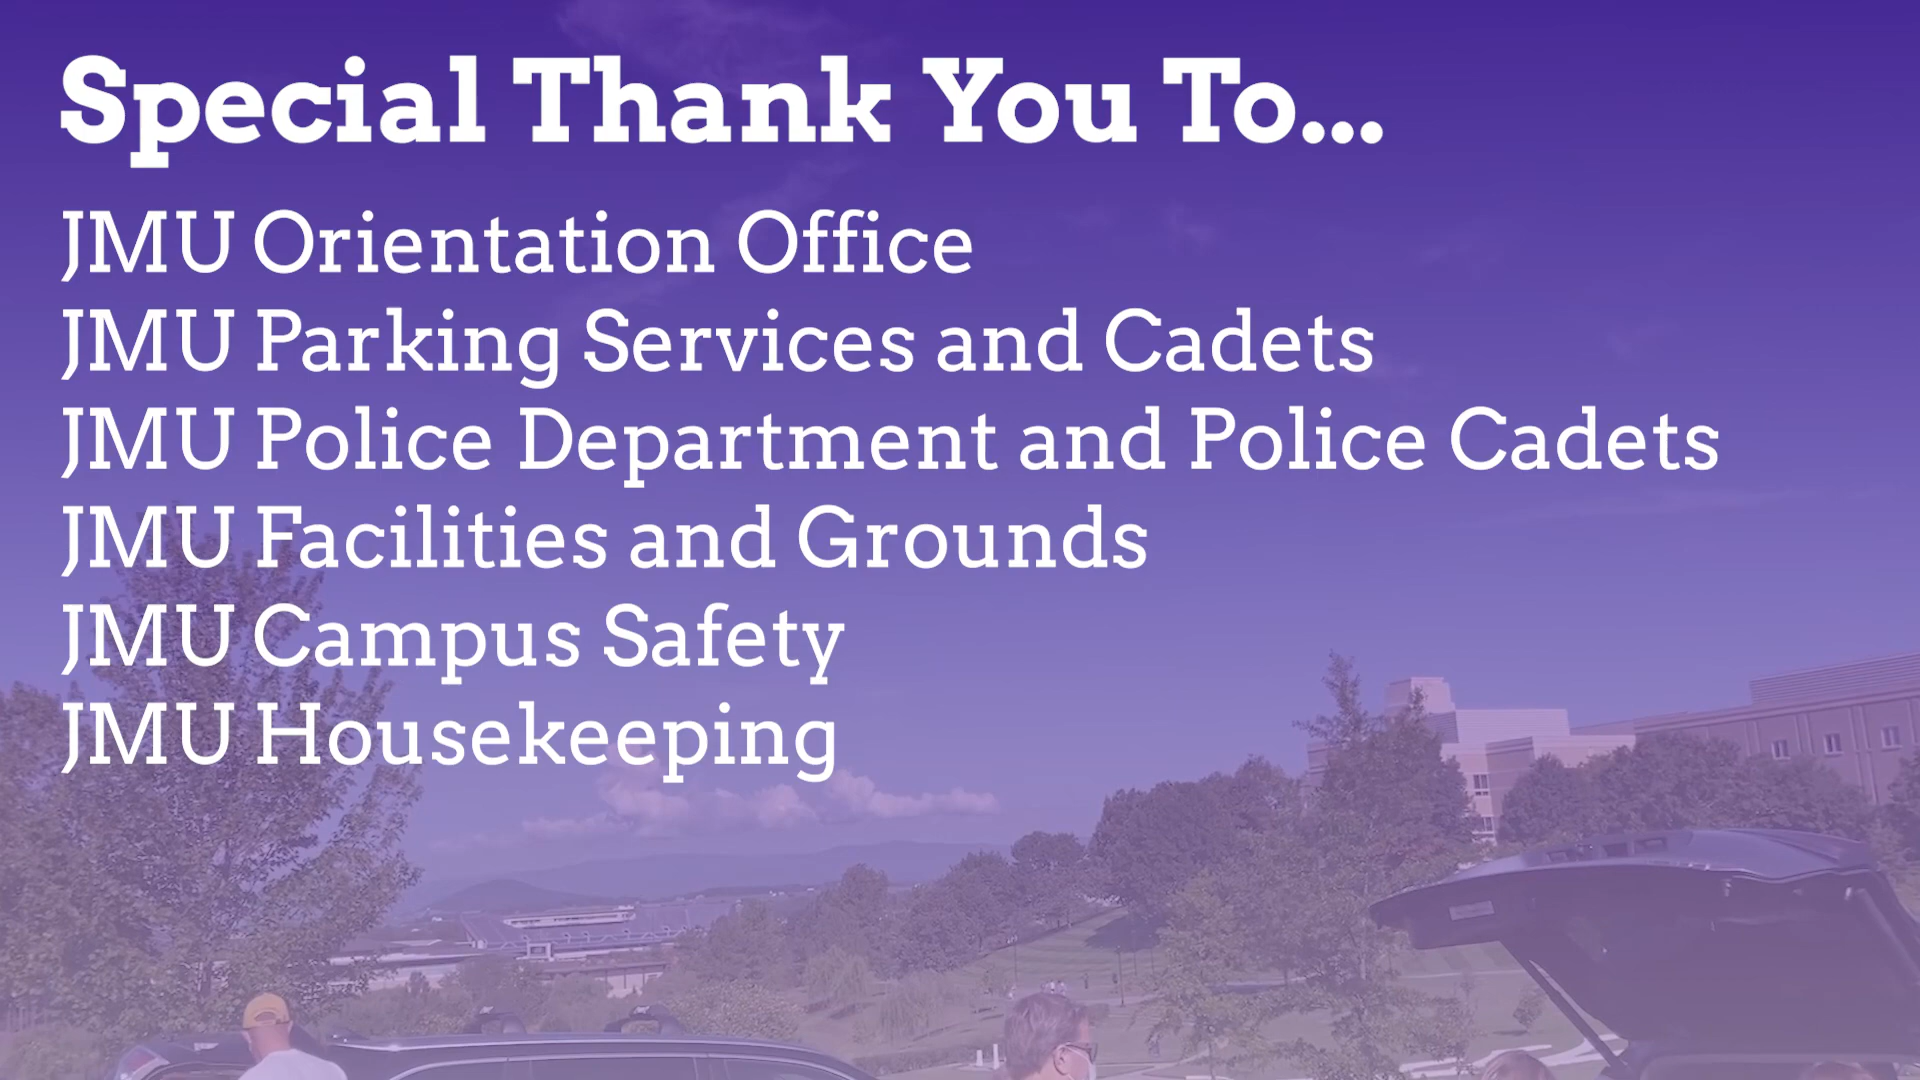 Special Thank You To...
JMU Orientation Office
JMU Parking Services and Cadets
JMU Police Department and Police Cadets
JMU Facilities and Grounds
JMU Campus Safety
JMU Housekeeping